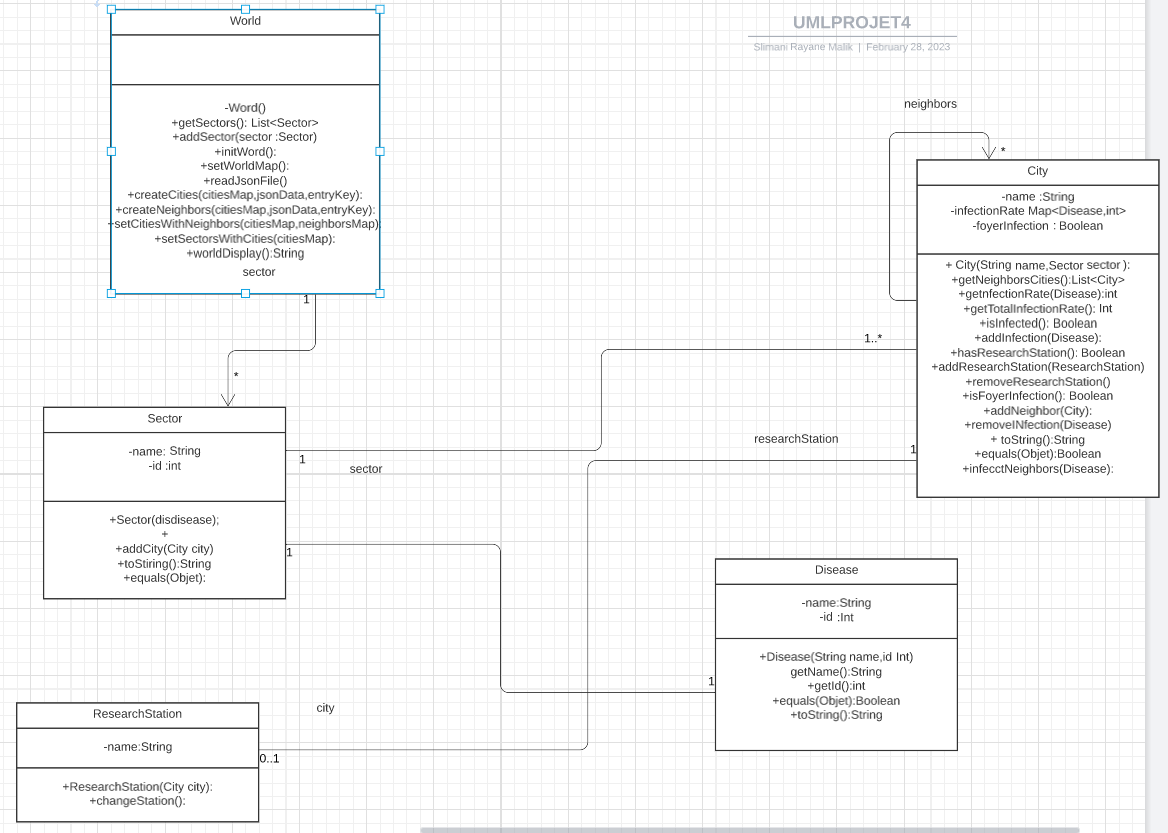 World
-Word()
+getSectors(): List<Sector>
+addSector(sector :Sector)
+initWord():
+setWorldMap():
+readJsonFile()
+createCities(citiesMap,jsonData,entryKey):
+createNeighbors(citiesMap,jsonData,entryKey):
+setCitiesWithNeighbors(citiesMap,neighborsMap):
+setSectorsWithCities(citiesMap):
+worldDisplay():String
sector
1
*
UMLPROJET4
Slimani Rayane Malik | February 28, 2023
neighbors
*
City
-name :String
-infectionRate Map<Disease,int>
-foyerInfection : Boolean
+ City(String name,Sector sector ):
+getNeighborsCities():List<City>
+getnfectionRate(Disease):int
+getTotalInfectionRate(): Int
+isInfected(): Boolean
+addInfection(Disease):
+hasResearchStation(): Boolean
+addResearchStation(ResearchStation)
+removeResearchStation()
+isFoyerInfection(): Boolean
+addNeighbor(City):
+removeINfection(Disease)
+ toString():String
+equals(Objet):Boolean
+infecctNeighbors(Disease):
1..*
researchStation
1
Sector
-name: String
-id :int
+Sector(disdisease);
+
+addCity(City city)
+toStiring():String
+equals(Objet):
1
sector
1
Disease
-name:String
-id :Int
+Disease(String name,id Int)
getName():String
+getId():int
+equals(Objet):Boolean
+toString():String
1
ResearchStation
-name:String
+ResearchStation(City city):
+changeStation():
city
0..1